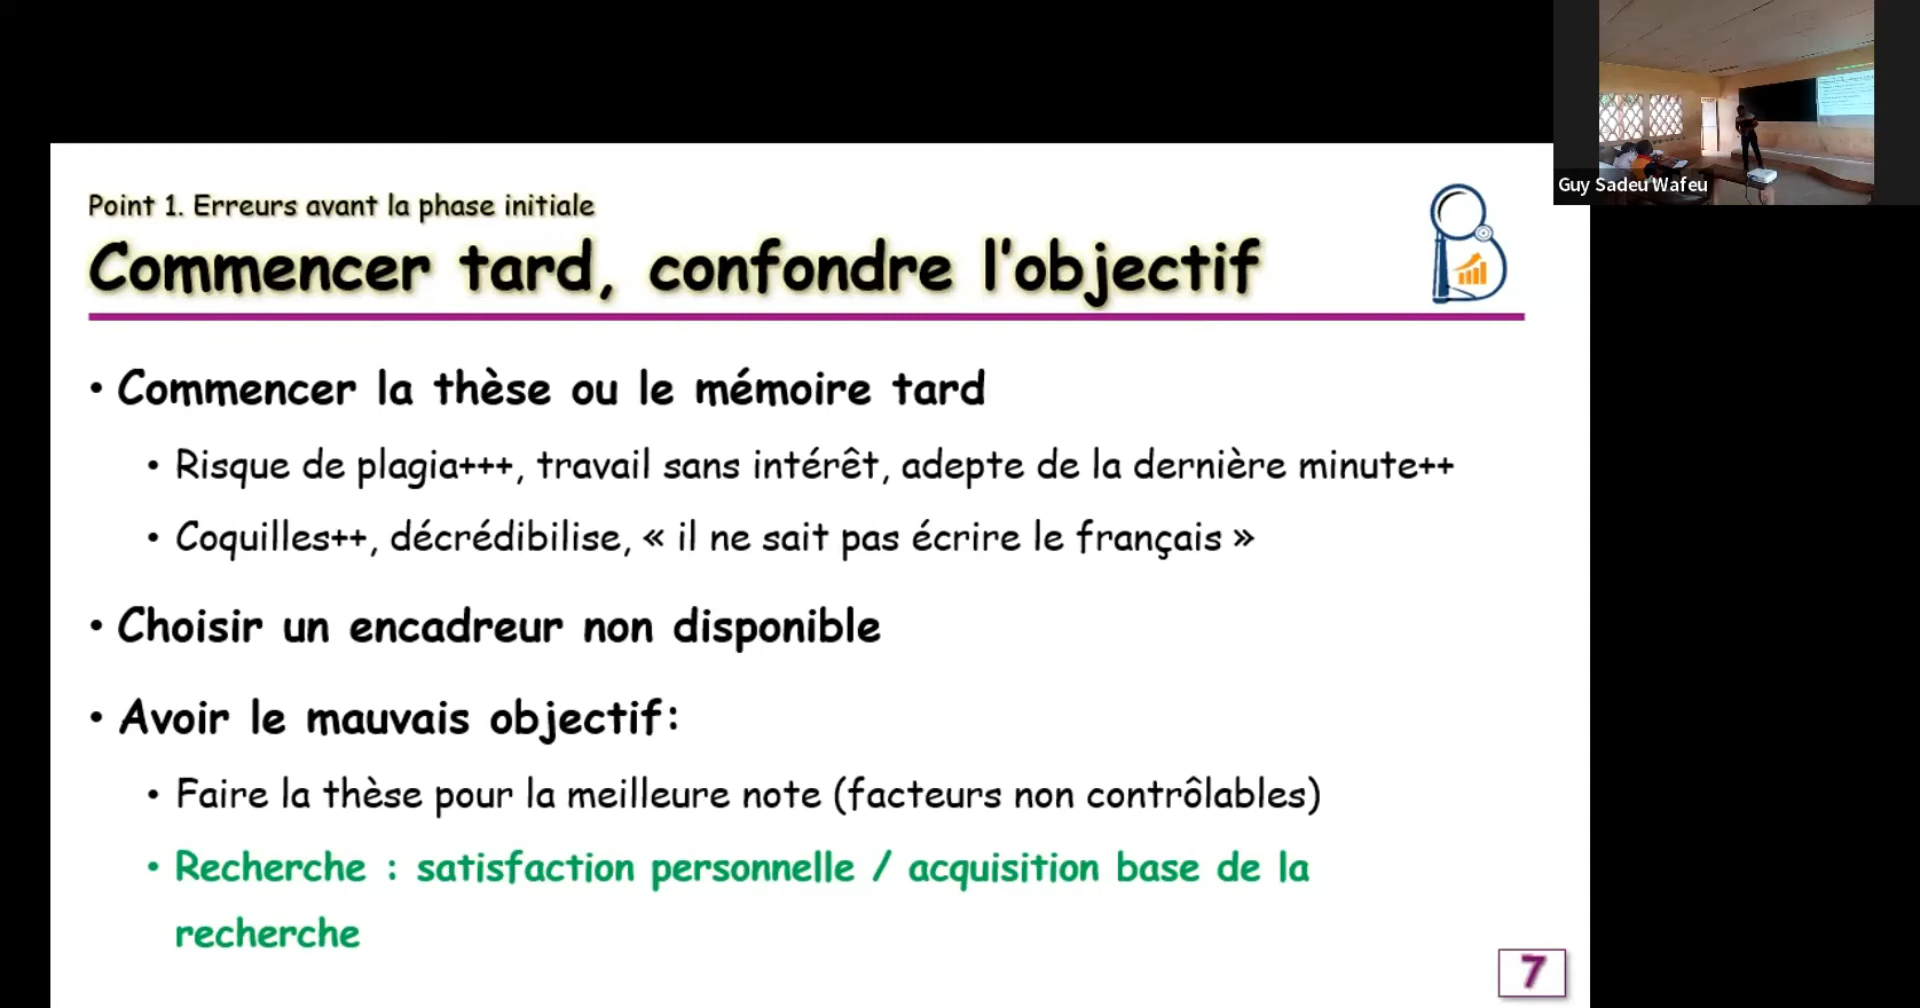 Point 1. Erreurs avant la phase initiale
Commencer tard, confondre l'objectif
• Commencer la thèse ou le mémoire tard
• Risque de plagia+++, travail sans intérêt, adepte de la dernière minute++
• Coquilles++, décrédibilise, « il ne sait pas écrire le français »
• Choisir un encadreur non disponible
• Avoir le mauvais objectif:
• Faire la thèse pour la meilleure note (facteurs non contrôlables)
• Recherche : satisfaction personnelle / acquisition base de la
recherche
7
Guy Sadeu Wafeu